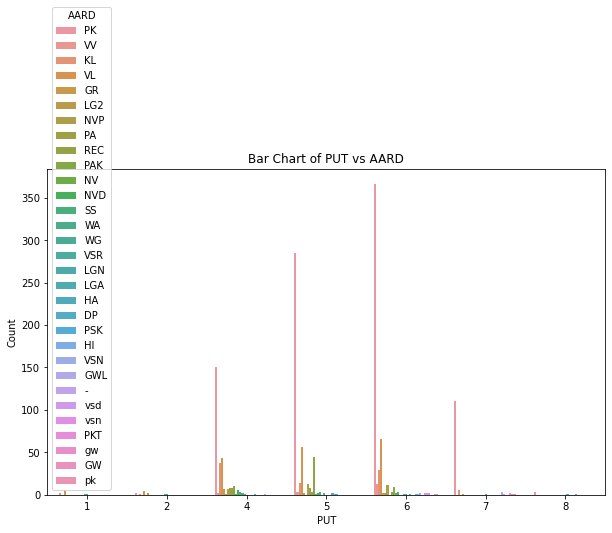 AARD
PK
VV
KL
VL
GR
LG2
NVP
PA
REC
PAK
NV
NVD
SS
WA
WG
VSR
LGN
LGA
HA
DP
PSK
HI
VSN
GWL
-
vsd
vsn
PKT
gw
GW
pk
Bar Chart of PUT vs AARD
Count
350
300
250
200
150
100
50
0
1
2
4
5
6
7
8
PUT